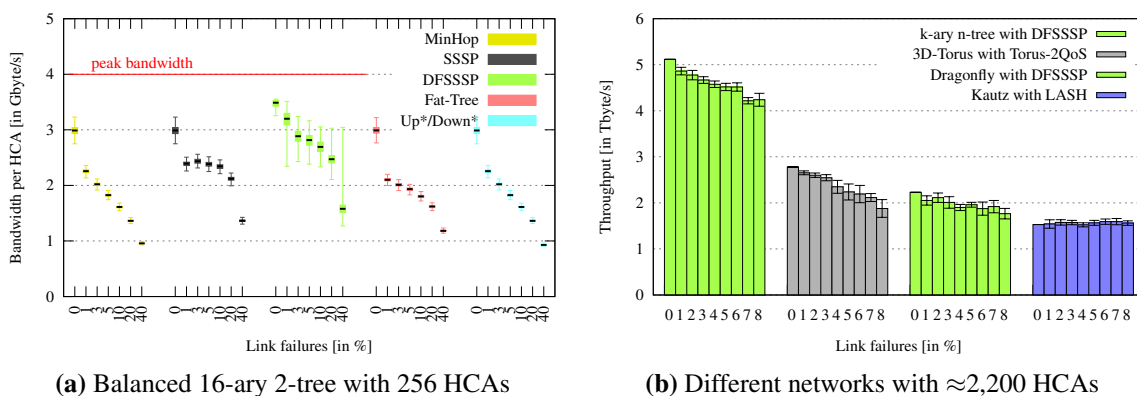 Bandwidth per HCA [in Gbyte/s]
5
4
3
2
1
0
peak bandwidth
MinHop
SSSP
DFSSSP
Fat-Tree
Up*/Down*
0 1 3 5 10 20 40 0 1 3 5 10 20 40 0 1 3 5 10 20 40 0 1 3 5 10 20 40 0 1 3 5 10 20 40
Link failures [in %]
(a) Balanced 16-ary 2-tree with 256 HCAs
Throughput [in Tbyte/s]
6
5
4
3
2
1
0
k-ary n-tree with DFSSSP
3D-Torus with Torus-2QoS
Dragonfly with DFSSSP
Kautz with LASH
0 1 2 3 4 5 6 7 8 0 1 2 3 4 5 6 7 8 0 1 2 3 4 5 6 7 8 0 1 2 3 4 5 6 7 8
Link failures [in %]
(b) Different networks with ≈2,200 HCAs